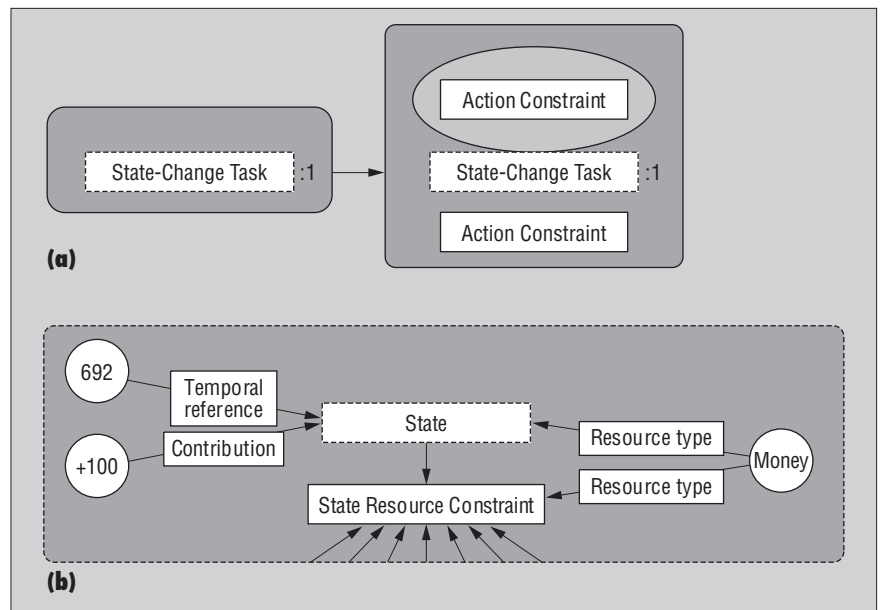 Action Constraint
State-Change Task :1
State-Change Task :1
Action Constraint
(a)
692
Temporal
reference
State
Resource type
Contribution
+100
Money
State Resource Constraint
Resource type
(b)